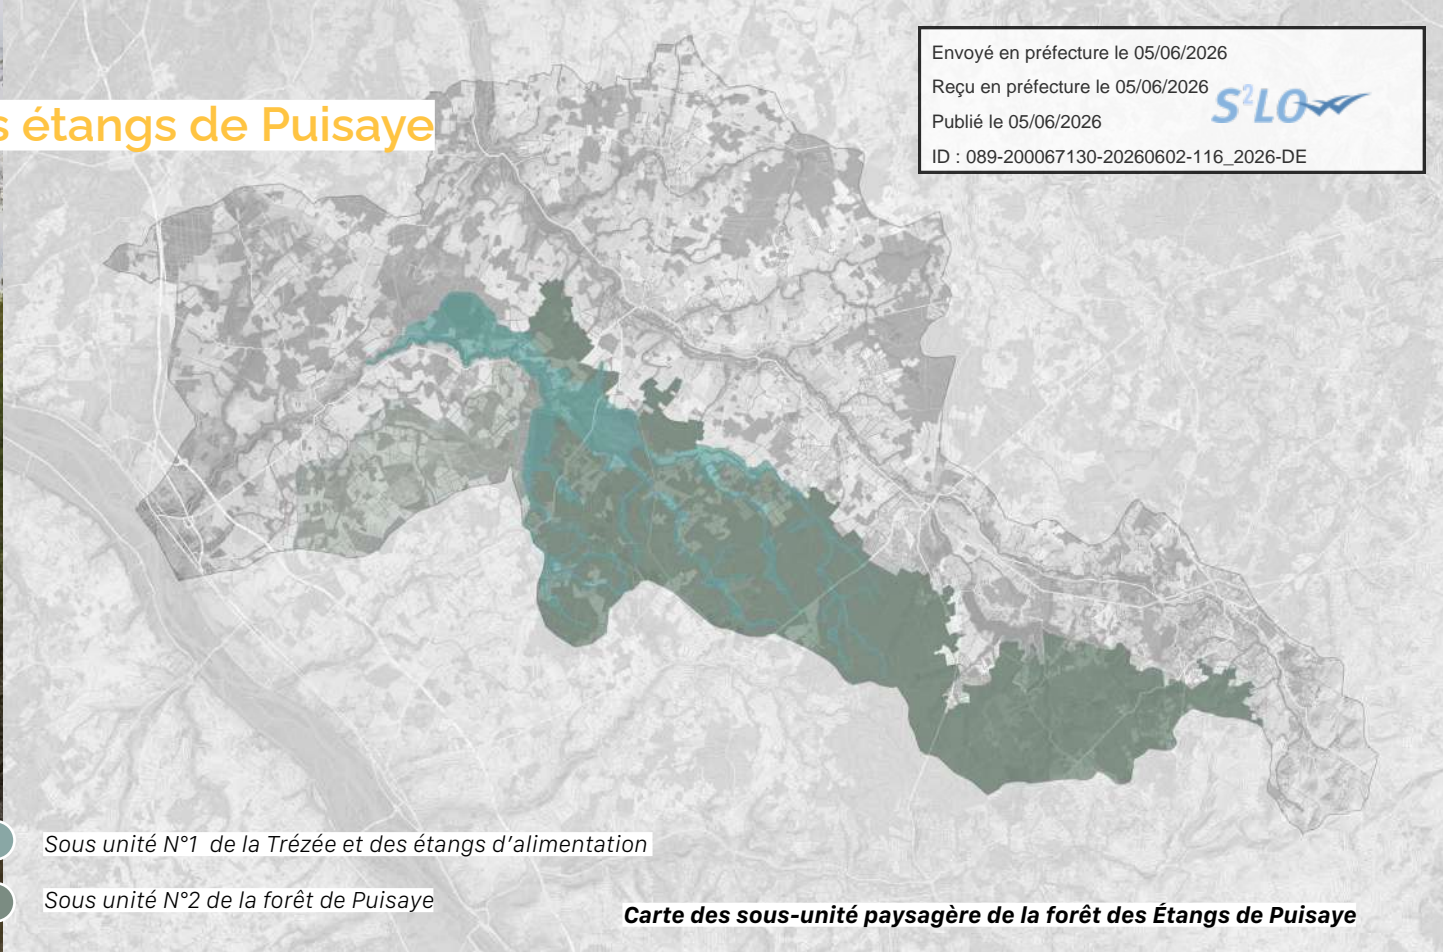 Envoyé en préfecture le 05/06/2026
Reçu en préfecture le 05/06/2026
S²LO
Publié le 05/06/2026
ID : 089-200067130-20260602-116_2026-DE
s étangs de Puisaye
Sous unité N°1 de la Trézée et des étangs d’alimentation
Sous unité N°2 de la forêt de Puisaye
Carte des sous-unité paysagère de la forêt des Étangs de Puisaye